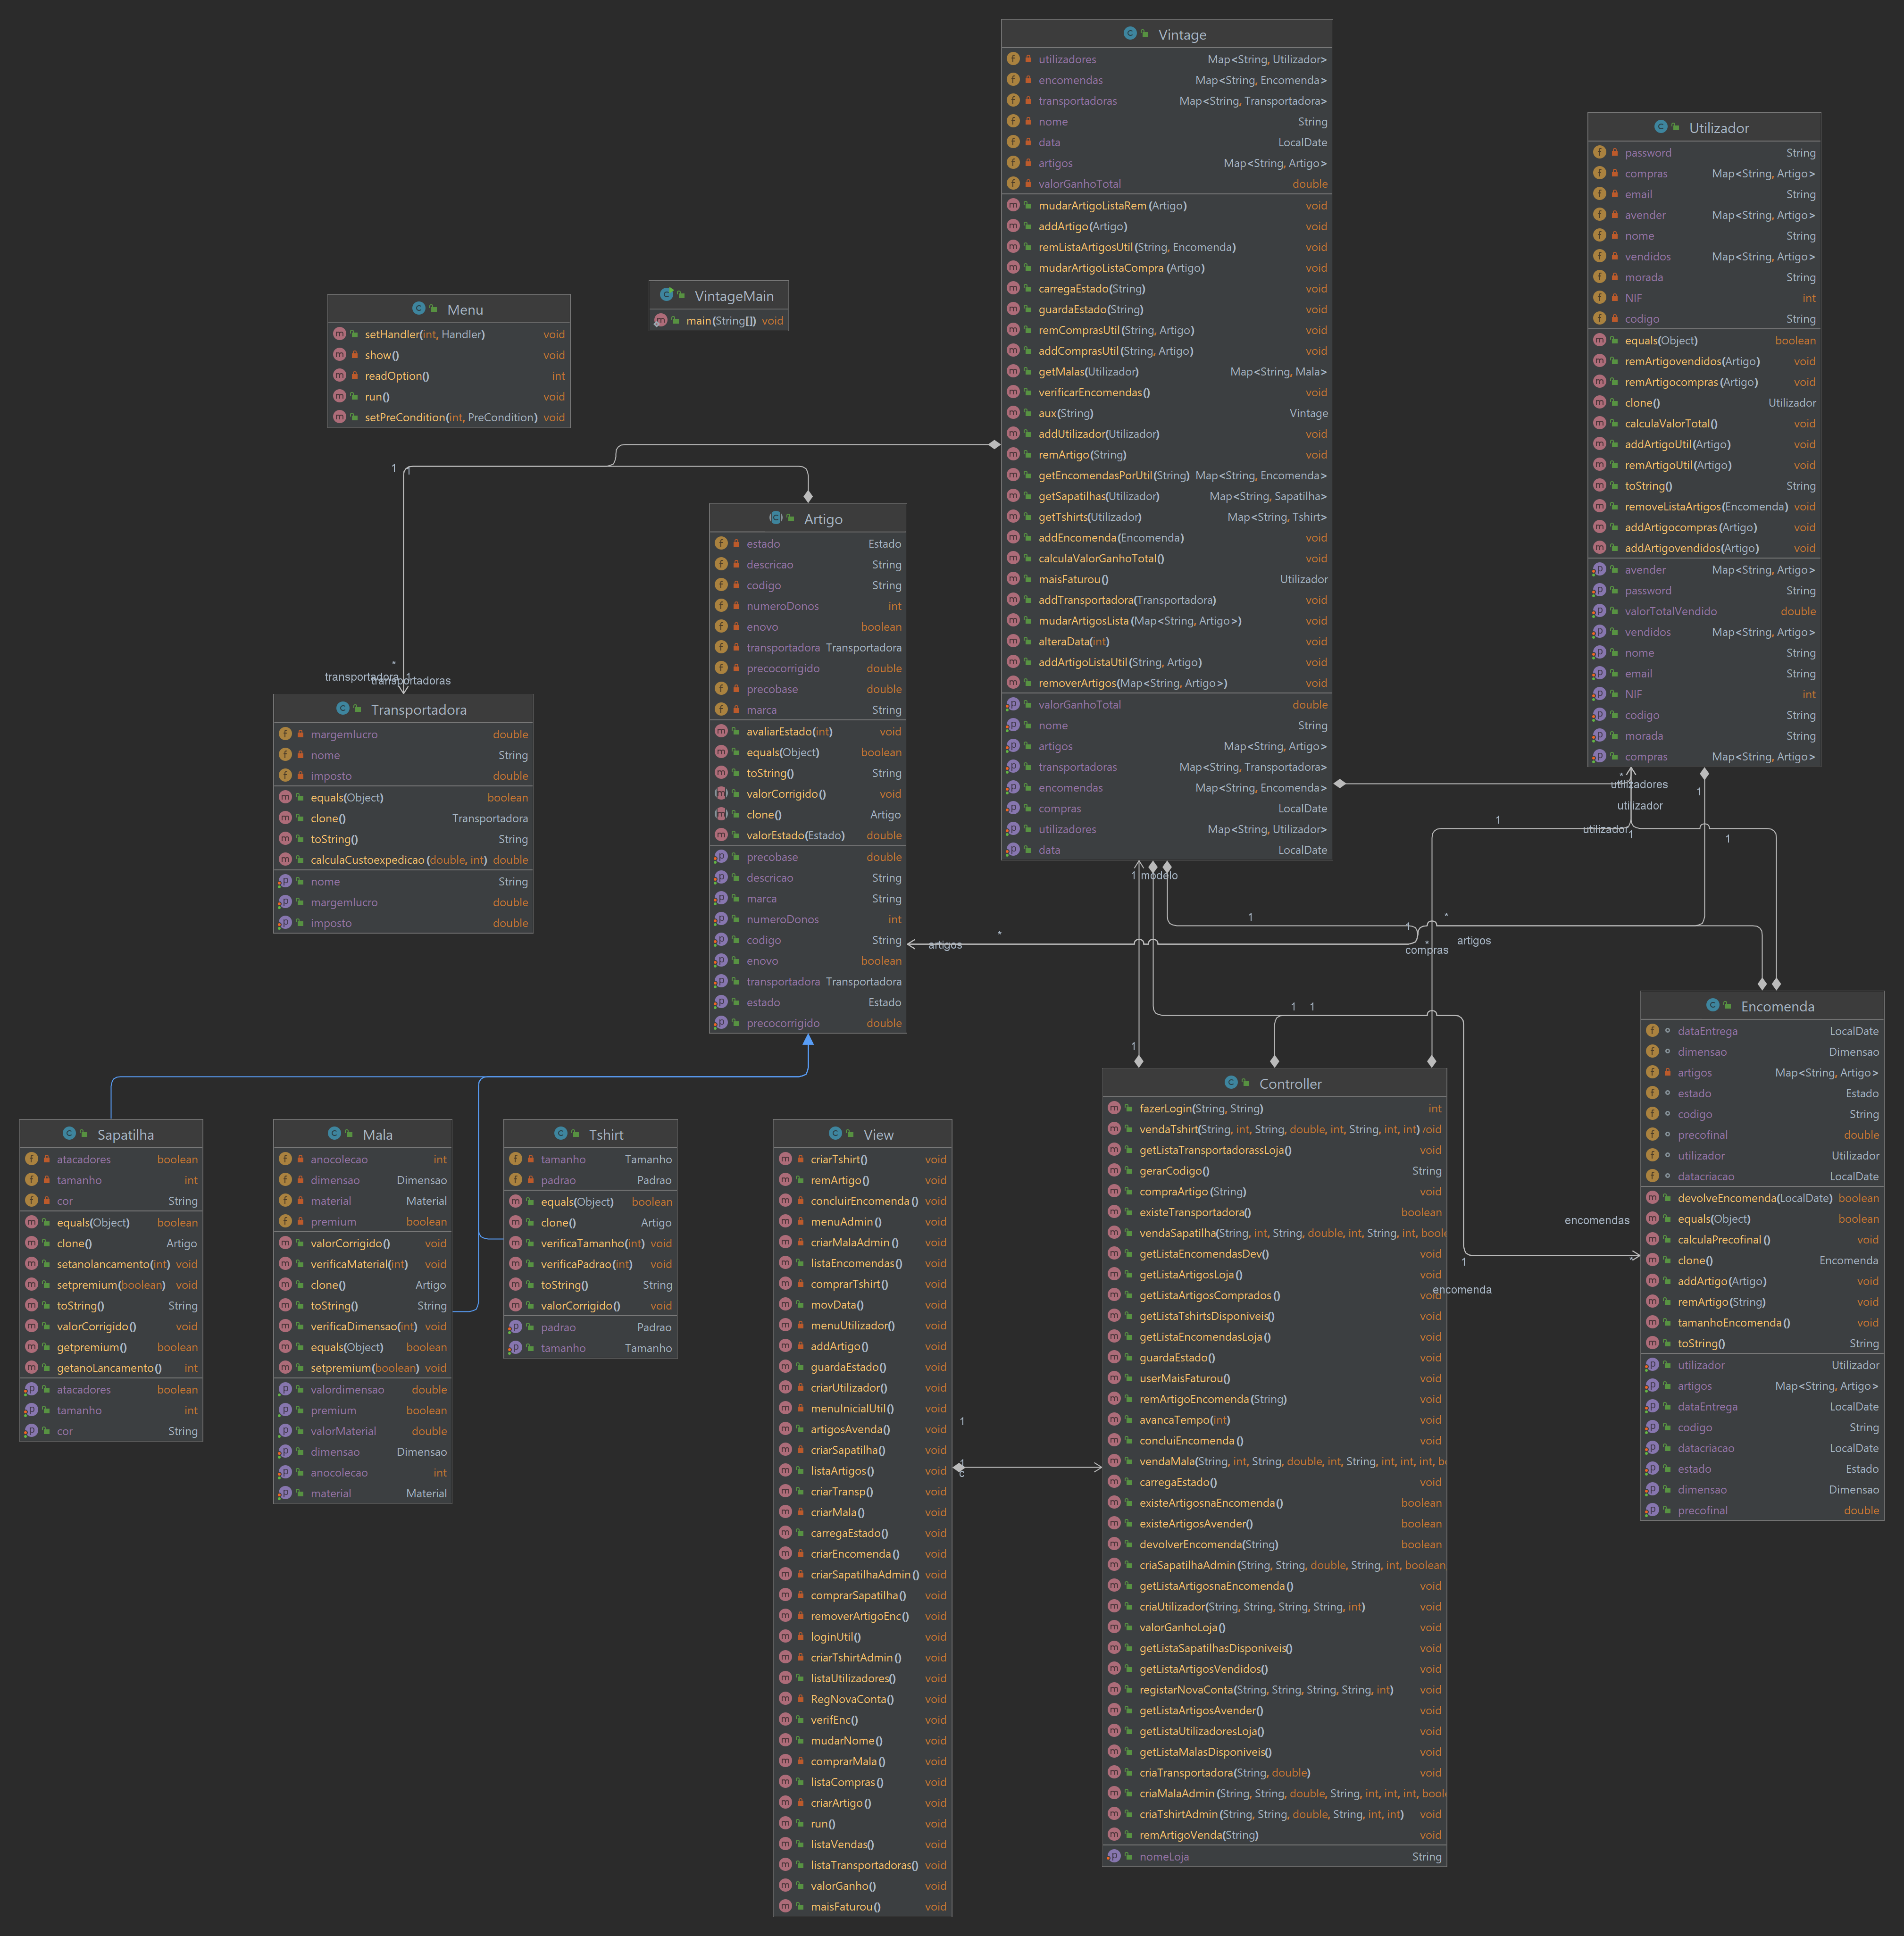 Vintage
utilizadores Map<String, Utilizador>
encomendas Map<String, Encomenda>
transportadoras Map<String, Transportadora>
nome String
data LocalDate
artigos Map<String, Artigo>
valorGanhoTotal double
mudarArtigoListaRem(Artigo) void
addArtigo(Artigo) void
remListaArtigosUtil(String, Encomenda) void
mudarArtigoListaCompra(Artigo) void
carregaEstado(String) void
guardaEstado(String) void
remComprasUtil(String, Artigo) void
addComprasUtil(String, Artigo) void
getMalas(Utilizador) Map<String, Mala>
verificarEncomendas() void
aux(String) Vintage
addUtilizador(Utilizador) void
remArtigo(String) void
getEncomendasPorUtil(String) Map<String, Encomenda>
getSapatilhas(Utilizador) Map<String, Sapatilha>
getTshirts(Utilizador) Map<String, Tshirt>
addEncomenda(Encomenda) void
calculaValorGanhoTotal() void
maisFaturou() Utilizador
addTransportadora(Transportadora) void
mudarArtigosLista(Map<String, Artigo>) void
alteraData(int) void
addArtigoListaUtil(String, Artigo) void
removerArtigos(Map<String, Artigo>) void
valorGanhoTotal double
nome String
artigos Map<String, Artigo>
transportadoras Map<String, Transportadora>
encomendas Map<String, Encomenda>
compras LocalDate
utilizadores Map<String, Utilizador>
data LocalDate
Utilizador
password String
compras Map<String, Artigo>
email String
avender Map<String, Artigo>
nome String
vendidos Map<String, Artigo>
morada String
NIF int
codigo String
equals(Object) boolean
remArtigovendidos(Artigo) void
remArtigocompras(Artigo) void
clone() Utilizador
calculaValorTotal() void
addArtigoUtil(Artigo) void
remArtigoUtil(Artigo) void
toString() String
removeListaArtigos(Encomenda) void
addArtigocompras(Artigo) void
addArtigovendidos(Artigo) void
avender Map<String, Artigo>
password String
valorTotalVendido double
vendidos Map<String, Artigo>
nome String
email String
NIF int
codigo String
morada String
compras Map<String, Artigo>
Menu
setHandler(int, Handler) void
show() void
readOption() int
run() void
setPreCondition(int, PreCondition) void
VintageMain
main(String[]) void
1
1
*
transportadora 1
transportadoras
Artigo
estado Estado
descricao String
codigo String
numeroDonos int
enovo boolean
transportadora Transportadora
precocorrigido double
precobase double
marca String
avaliarEstado(int) void
equals(Object) boolean
toString() String
valorCorrigido() void
clone() Artigo
valorEstado(Estado) double
precobase double
descricao String
marca String
numeroDonos int
codigo String
enovo boolean
transportadora Transportadora
estado Estado
precocorrigido double
Transportadora
margemlucro double
nome String
imposto double
equals(Object) boolean
clone() Transportadora
toString() String
calculaCustoexpedicao(double, int) double
nome String
margemlucro double
imposto double
*
utilizadores
1
utilizador
1
utilizador
1
1
1 modelo
1
*
1
artigos
*
artigos
*
compras
1 1
1
encomendas
1
*
encomenda
Encomenda
dataEntrega LocalDate
dimensao Dimensao
artigos Map<String, Artigo>
estado Estado
codigo String
precofinal double
utilizador Utilizador
datacriacao LocalDate
devolveEncomenda(LocalDate) boolean
equals(Object) boolean
calculaPrecofinal() void
clone() Encomenda
addArtigo(Artigo) void
remArtigo(String) void
tamanhoEncomenda() void
toString() String
utilizador Utilizador
artigos Map<String, Artigo>
dataEntrega LocalDate
codigo String
datacriacao LocalDate
estado Estado
dimensao Dimensao
precofinal double
Sapatilha
atacadores boolean
tamanho int
cor String
equals(Object) boolean
clone() Artigo
setanolancamento(int) void
setpremium(boolean) void
toString() String
valorCorrigido() void
getpremium() boolean
getanoLancamento() int
atacadores boolean
tamanho int
cor String
Mala
anocolecao int
dimensao Dimensao
material Material
premium boolean
valorCorrigido() void
verificaMaterial(int) void
clone() Artigo
toString() String
verificaDimensao(int) void
equals(Object) boolean
setpremium(boolean) void
valordimensao double
premium boolean
valorMaterial double
dimensao Dimensao
anocolecao int
material Material
Tshirt
tamanho Tamanho
padrao Padrao
equals(Object) boolean
clone() Artigo
verificaTamanho(int) void
verificaPadrao(int) void
toString() String
valorCorrigido() void
padrao Padrao
tamanho Tamanho
View
criarTshirt() void
remArtigo() void
concluirEncomenda() void
menuAdmin() void
criarMalaAdmin() void
listaEncomendas() void
comprarTshirt() void
movData() void
menuUtilizador() void
addArtigo() void
guardaEstado() void
criarUtilizador() void
menuInicialUtil() void
artigosAvenda() void
criarSapatilha() void
listaArtigos() void
criarTransp() void
criarMala() void
carregaEstado() void
criarEncomenda() void
criarSapatilhaAdmin() void
comprarSapatilha() void
removerArtigoEnc() void
loginUtil() void
criarTshirtAdmin() void
listaUtilizadores() void
RegNovaConta() void
verifEnc() void
mudarNome() void
comprarMala() void
listaCompras() void
criarArtigo() void
run() void
listaVendas() void
listaTransportadoras() void
valorGanho() void
maisFaturou() void
1
1
c
Controller
fazerLogin(String, String) int
vendaTshirt(String, int, String, double, int, String, int, int) void
getListaTransportadorassLoja() void
gerarCodigo() String
compraArtigo(String) void
existeTransportadora() boolean
vendaSapatilha(String, int, String, double, int, String, int, boole
getListaEncomendasDev() void
getListaArtigosLoja() void
getListaArtigosComprados() void
getListaTshirtsDisponiveis() void
getListaEncomendasLoja() void
guardaEstado() void
userMaisFaturou() void
remArtigoEncomenda(String) void
avancaTempo(int) void
concluiEncomenda() void
vendaMala(String, int, String, double, int, String, int, int, int, b
carregaEstado() void
existeArtigosnaEncomenda() boolean
existeArtigosAvender() boolean
devolverEncomenda(String) boolean
criaSapatilhaAdmin(String, String, double, String, int, boolean,
getListaArtigosnaEncomenda() void
criaUtilizador(String, String, String, String, int) void
valorGanhoLoja() void
getListaSapatilhasDisponiveis() void
getListaArtigosVendidos() void
registarNovaConta(String, String, String, String, int) void
getListaArtigosAvender() void
getListaUtilizadoresLoja() void
getListaMalasDisponiveis() void
criaTransportadora(String, double) void
criaMalaAdmin(String, String, double, String, int, int, int, bool
criaTshirtAdmin(String, String, double, String, int, int) void
remArtigoVenda(String) void
nomeLoja String